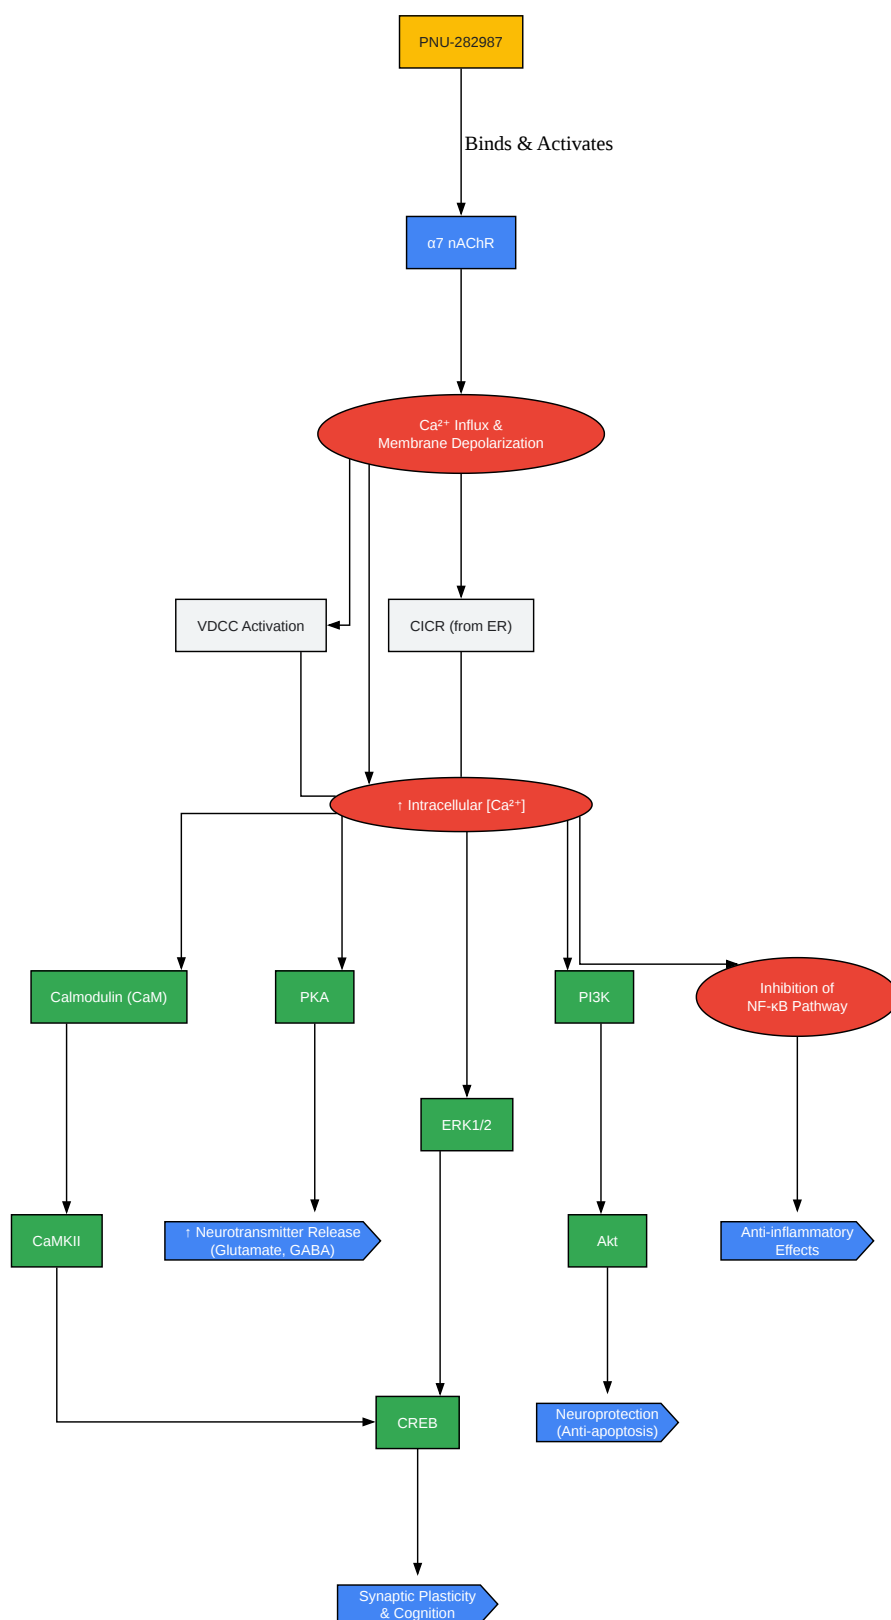 PNU-282987
Binds & Activates
α7 nAChR
Ca²⁺ Influx &
Membrane Depolarization
VDCC Activation
CICR (from ER)
↑ Intracellular [Ca²⁺]
Calmodulin (CaM)
PKA
PI3K
Inhibition of
NF-κB Pathway
ERK1/2
CaMKII
↑ Neurotransmitter Release
(Glutamate, GABA)
Akt
Anti-inflammatory
Effects
CREB
Neuroprotection
(Anti-apoptosis)
Synaptic Plasticity
& Cognition